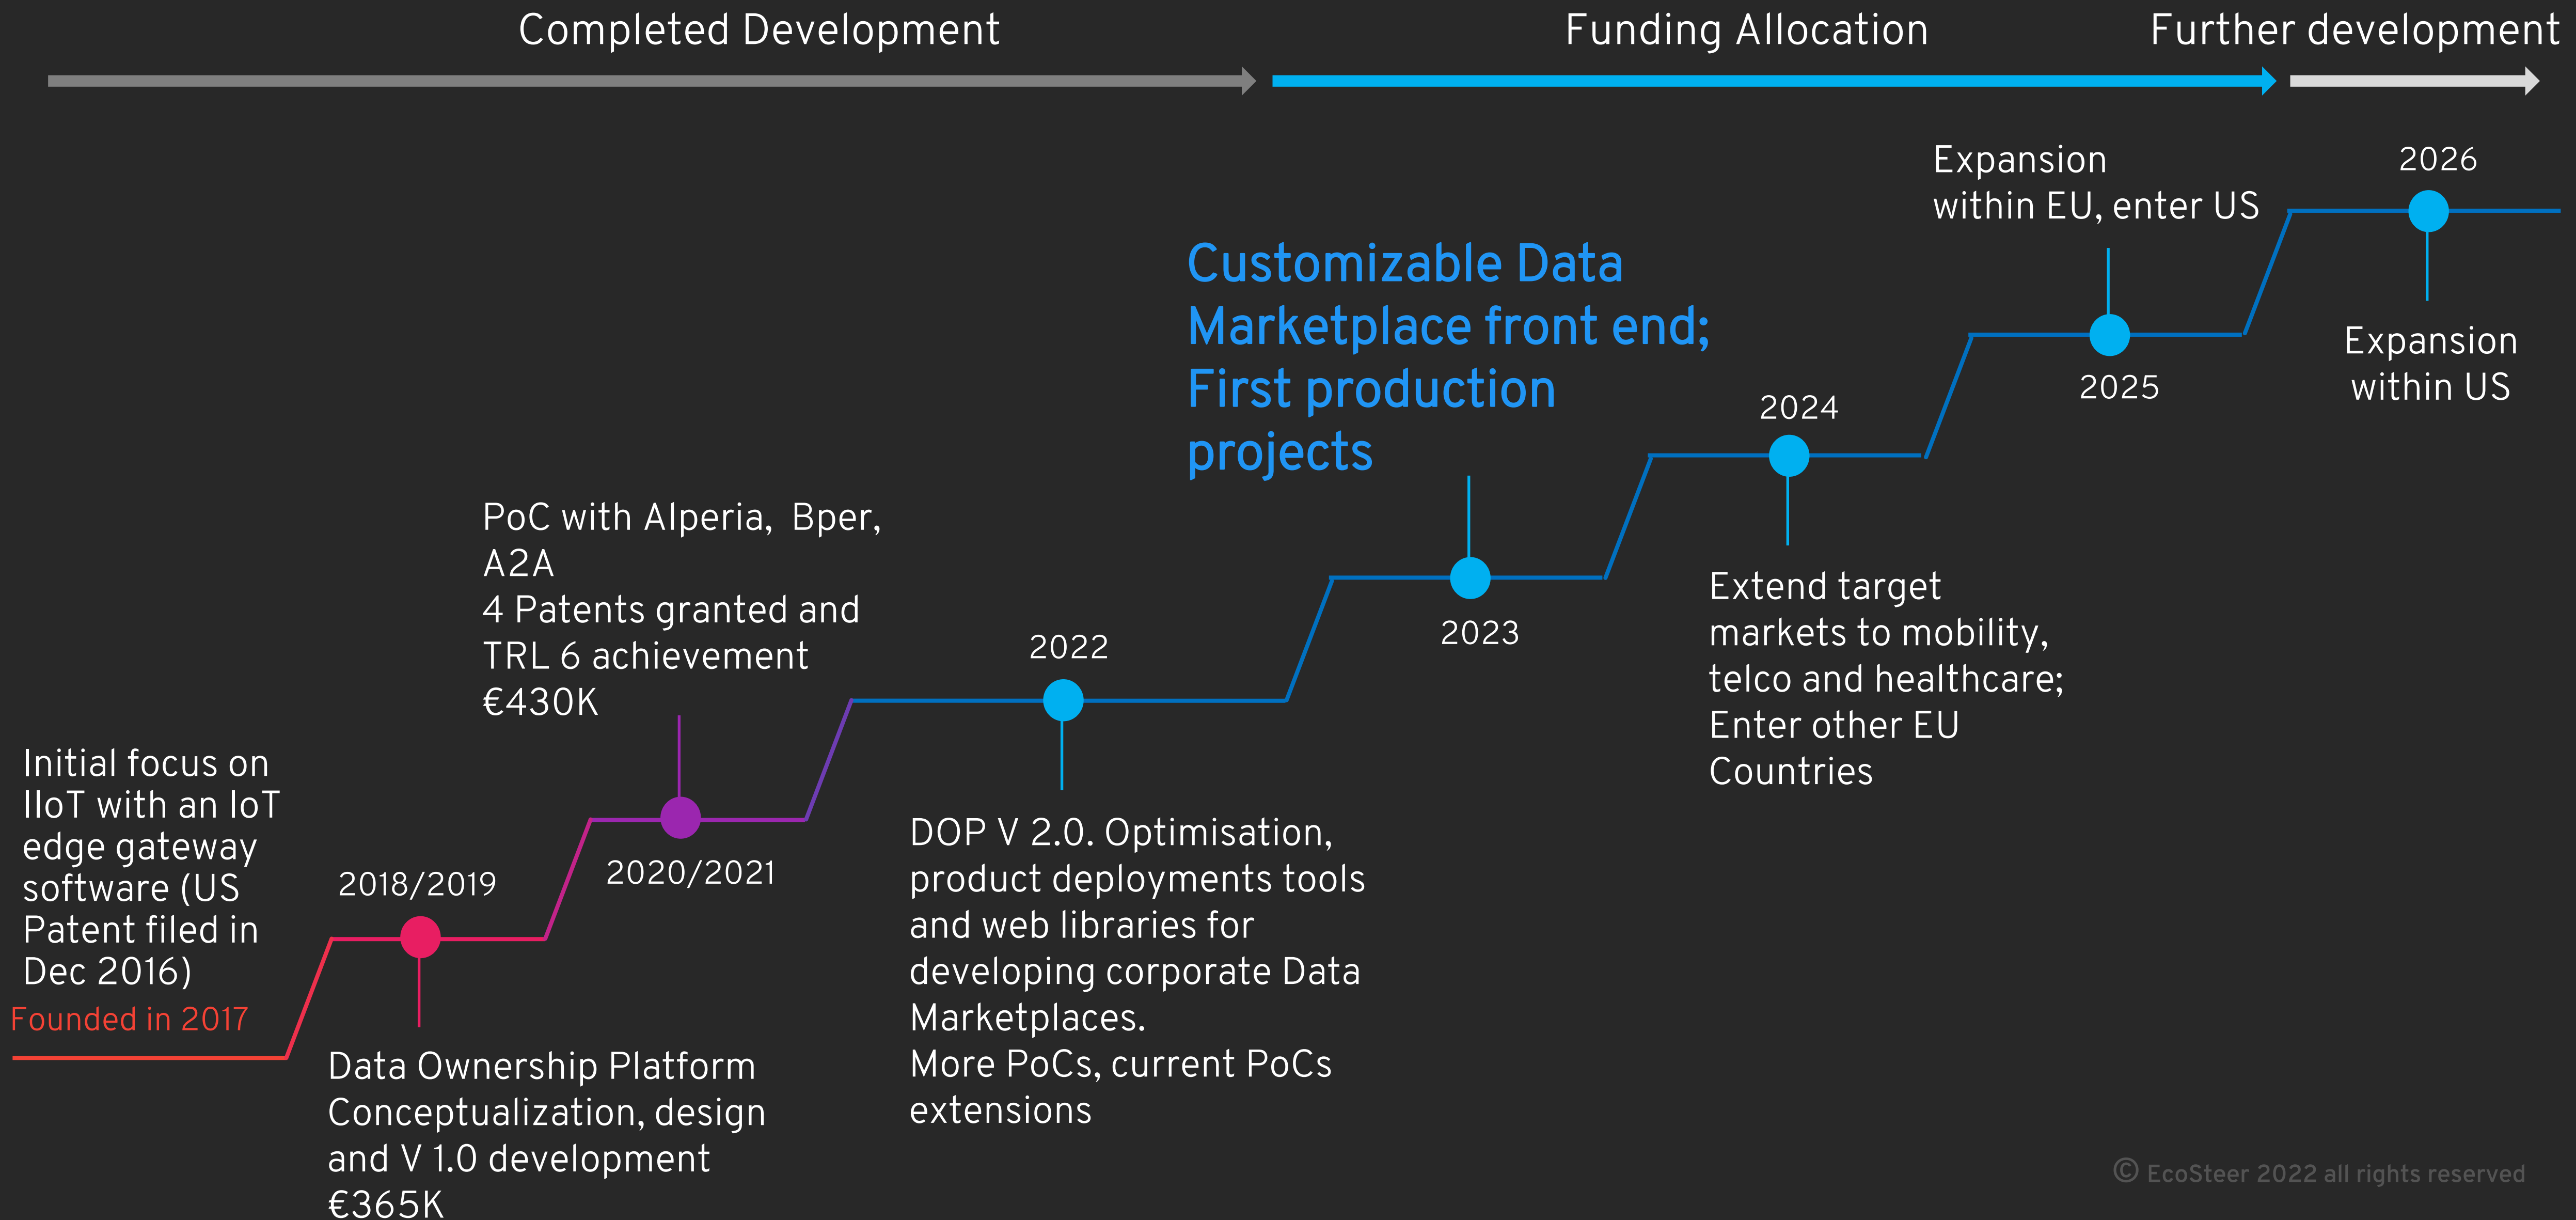 Completed Development
Funding Allocation
Further development
Initial focus on
IIoT with an IoT
edge gateway
software (US
Patent filed in
Dec 2016)
Founded in 2017
2018/2019
Data Ownership Platform
Conceptualization, design
and V 1.0 development
€365K
PoC with Alperia, Bper,
A2A
4 Patents granted and
TRL 6 achievement
€430K
2020/2021
2022
DOP V 2.0. Optimisation,
product deployments tools
and web libraries for
developing corporate Data
Marketplaces.
More PoCs, current PoCs
extensions
Customizable Data
Marketplace front end;
First production
projects
2023
2024
Extend target
markets to mobility,
telco and healthcare;
Enter other EU
Countries
Expansion
within EU, enter US
2025
2026
Expansion
within US
© EcoSteer 2022 all rights reserved